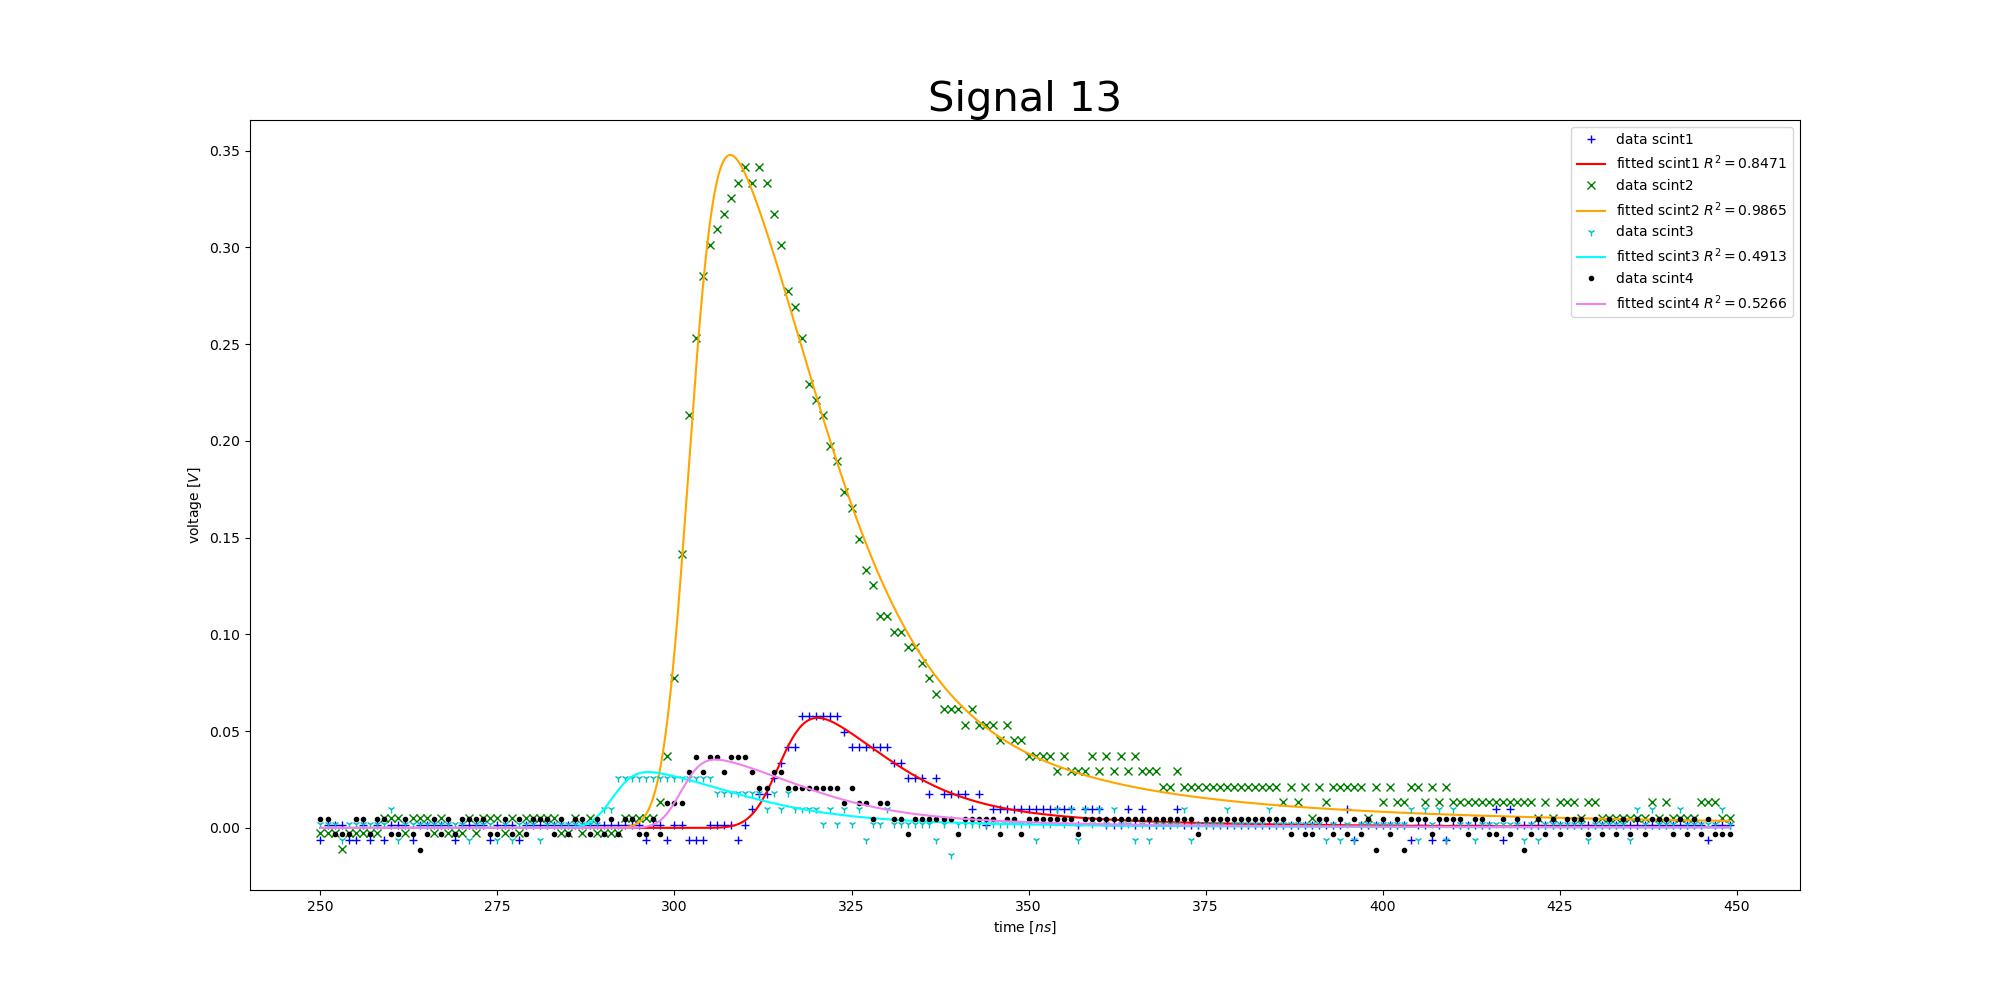 Signal 13
data scint1
fitted scint1 R² = 0.8471
data scint2
fitted scint2 R² = 0.9865
data scint3
fitted scint3 R² = 0.4913
data scint4
fitted scint4 R² = 0.5266
0.35
0.30
0.25
0.20
0.15
0.10
0.05
0.00
voltage [V]
250 275 300 325 350 375 400 425 450
time [ns]